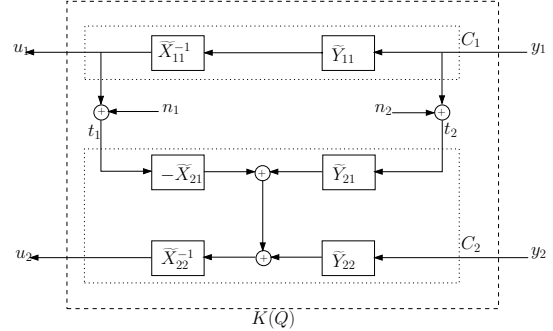 u₁ X̃₁₁⁻¹ Ỹ₁₁ C₁ y₁
+ n₁ n₂ +
t₁ t₂
−X̃₂₁ + Ỹ₂₁
u₂ X̃₂₂⁻¹ + Ỹ₂₂ C₂ y₂
K(Q)